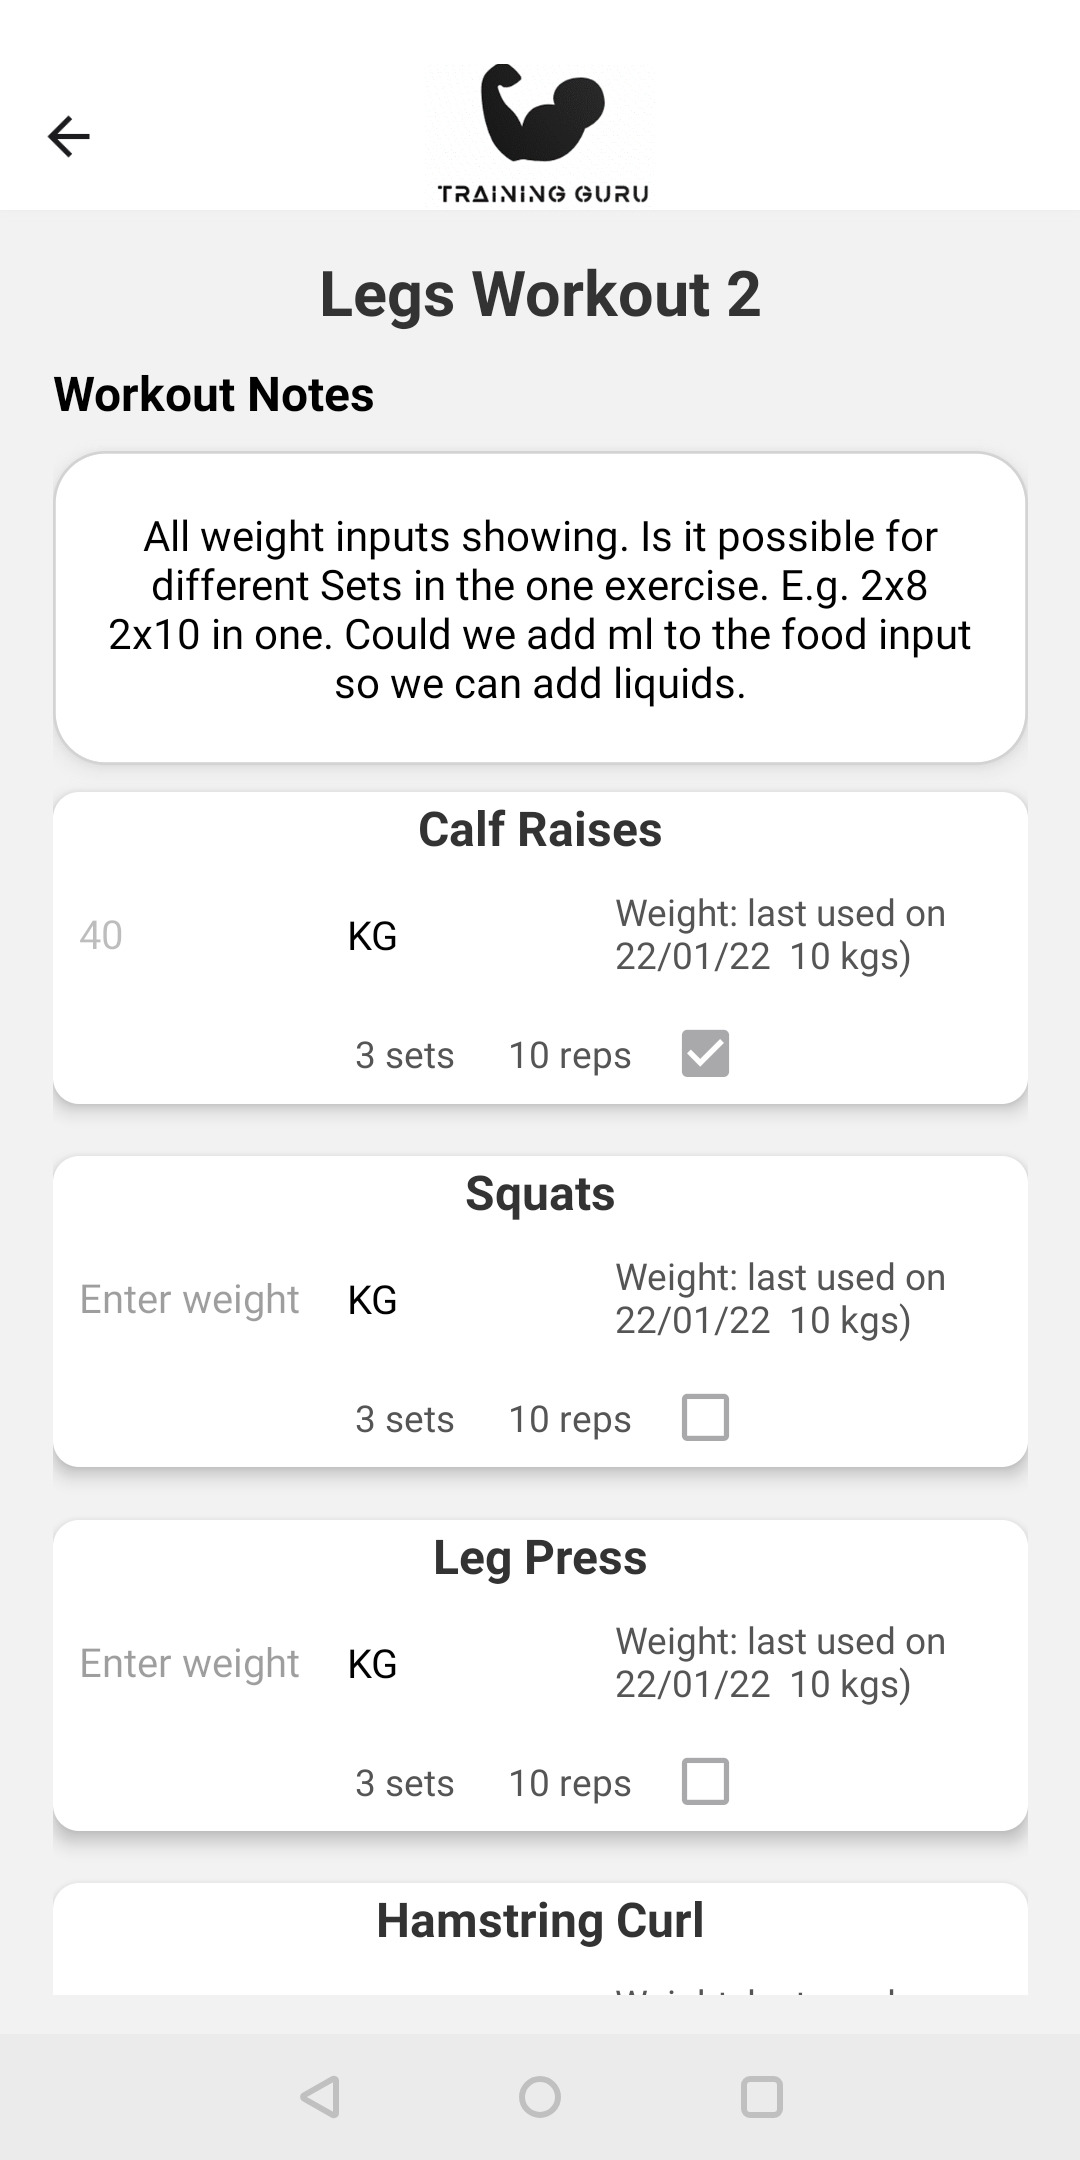 TRAINING GURU
Legs Workout 2
Workout Notes
All weight inputs showing. Is it possible for
different Sets in the one exercise. E.g. 2x8
2x10 in one. Could we add ml to the food input
so we can add liquids.
Calf Raises
40
KG
Weight: last used on
22/01/22  10 kgs)
3 sets
10 reps
Squats
Enter weight
KG
Weight: last used on
22/01/22  10 kgs)
3 sets
10 reps
Leg Press
Enter weight
KG
Weight: last used on
22/01/22  10 kgs)
3 sets
10 reps
Hamstring Curl